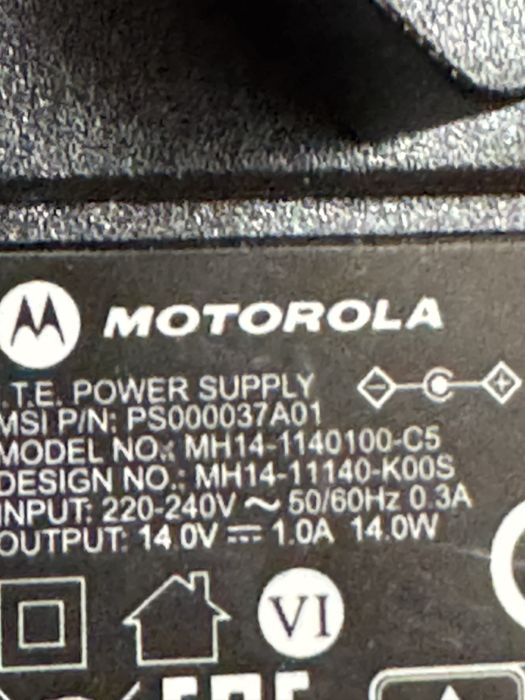 MOTOROLA
.T.E. POWER SUPPLY
MSI P/N: PS000037A01
MODEL NO.: MH14-1140100-C5
DESIGN NO.: MH14-11140-K00S
INPUT: 220-240V ~ 50/60Hz 0.3A
OUTPUT: 14.0V ⎓ 1.0A 14.0W
VI